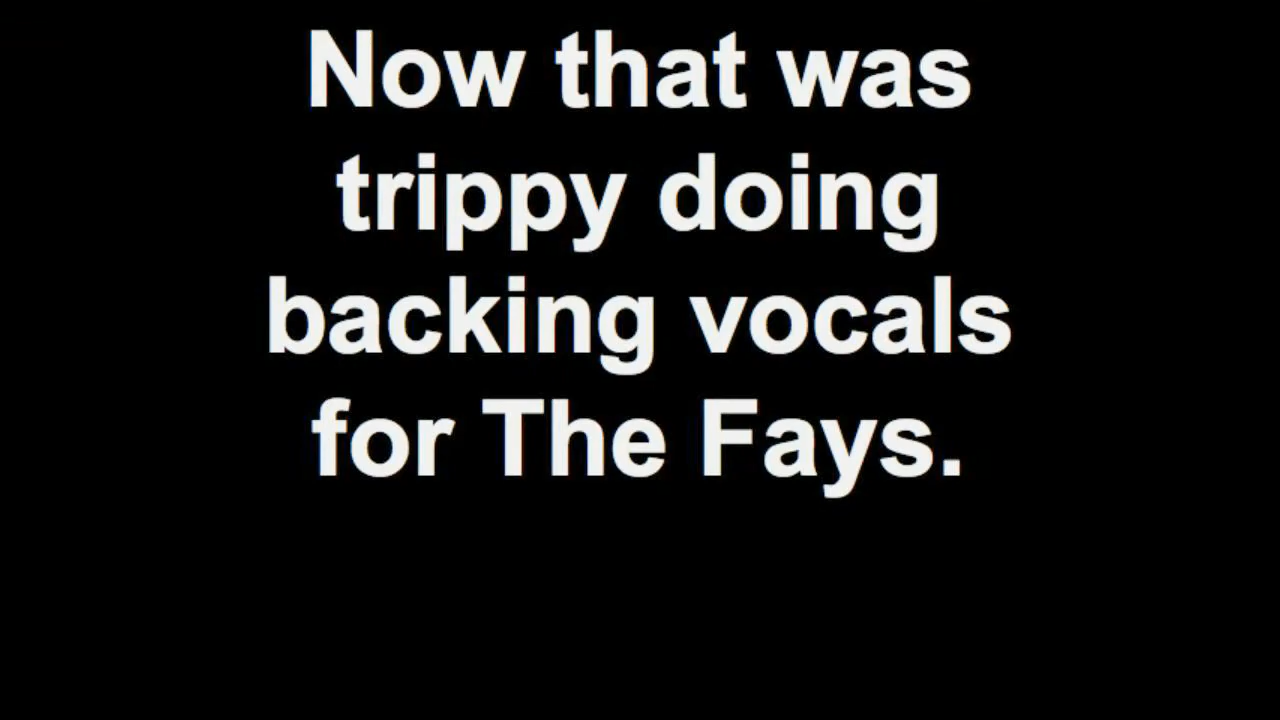 Now that was
trippy doing
backing vocals
for The Fays.